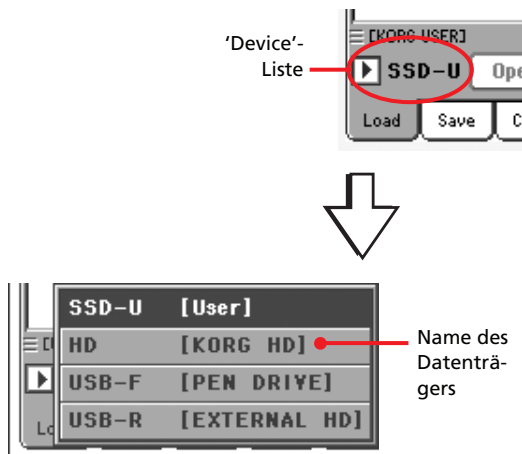 'Device'-
Liste
[KORG USER]
SSD-U Ope
Load Save C
SSD-U [User]
HD [KORG HD]
USB-F [PEN DRIVE]
USB-R [EXTERNAL HD]
Lo
Name des
Datenträ-
gers